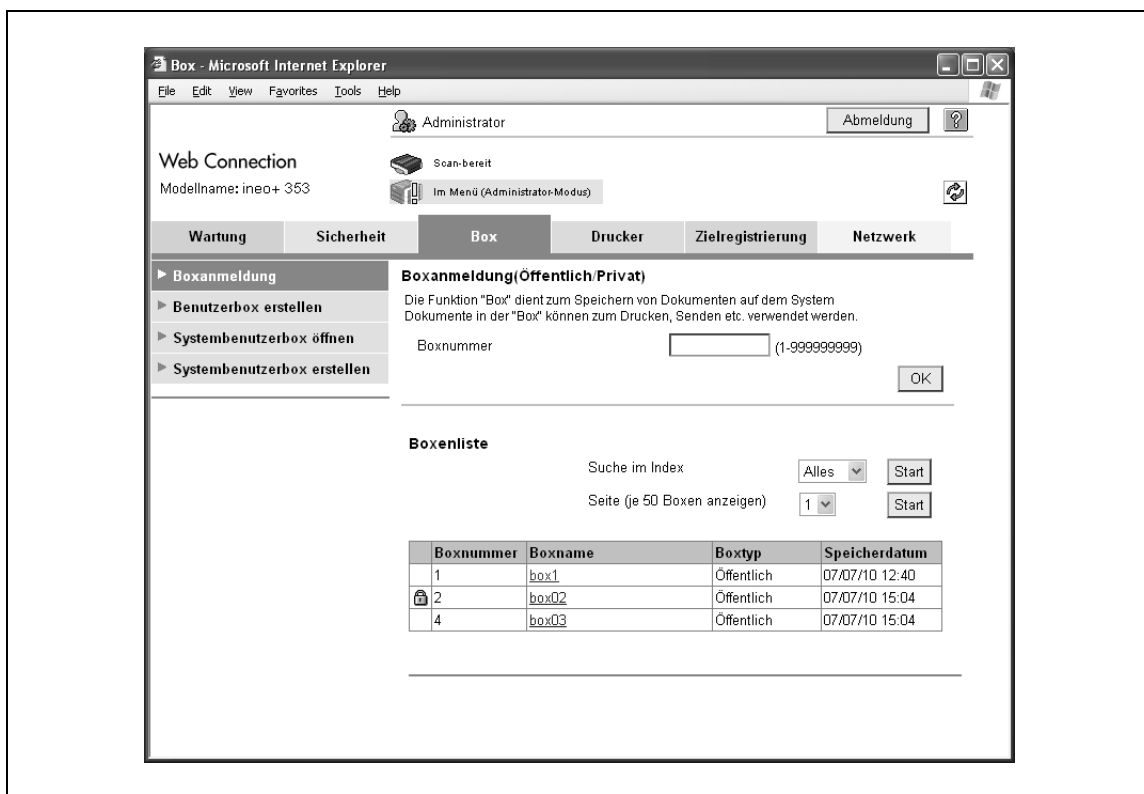 Box - Microsoft Internet Explorer
File Edit View Favorites Tools Help
Administrator Abmeldung ?
Web Connection
Scan-bereit
Modellname: ineo+ 353
Im Menü (Administrator-Modus)
Wartung Sicherheit Box Drucker Zielregistrierung Netzwerk
Boxanmeldung
Benutzerbox erstellen
Systembenutzerbox öffnen
Systembenutzerbox erstellen
Boxanmeldung(Öffentlich/Privat)
Die Funktion "Box" dient zum Speichern von Dokumenten auf dem System
Dokumente in der "Box" können zum Drucken, Senden etc. verwendet werden.
Boxnummer (1-999999999)
OK
Boxenliste
Suche im Index Alles Start
Seite (je 50 Boxen anzeigen) 1 Start
Boxnummer Boxname Boxtyp Speicherdatum
1 box1 Öffentlich 07/07/10 12:40
2 box02 Öffentlich 07/07/10 15:04
4 box03 Öffentlich 07/07/10 15:04